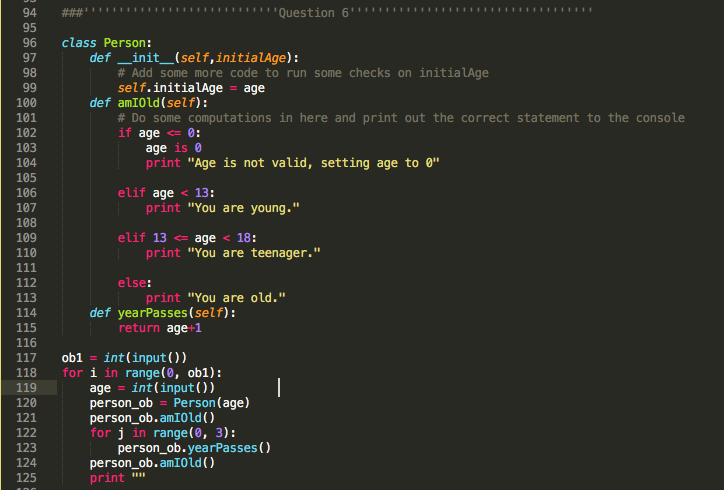 94 ###''''''''''''''''''''''''''''Question 6'''''''''''''''''''''''''''''''''''
95
96 class Person:
97     def __init__(self,initialAge):
98         # Add some more code to run some checks on initialAge
99         self.initialAge = age
100     def amIOld(self):
101         # Do some computations in here and print out the correct statement to the console
102         if age <= 0:
103             age is 0
104             print "Age is not valid, setting age to 0"
105
106         elif age < 13:
107             print "You are young."
108
109         elif 13 <= age < 18:
110             print "You are teenager."
111
112         else:
113             print "You are old."
114     def yearPasses(self):
115         return age+1
116
117 ob1 = int(input())
118 for i in range(0, ob1):
119     age = int(input())
120     person_ob = Person(age)
121     person_ob.amIOld()
122     for j in range(0, 3):
123         person_ob.yearPasses()
124     person_ob.amIOld()
125     print ""